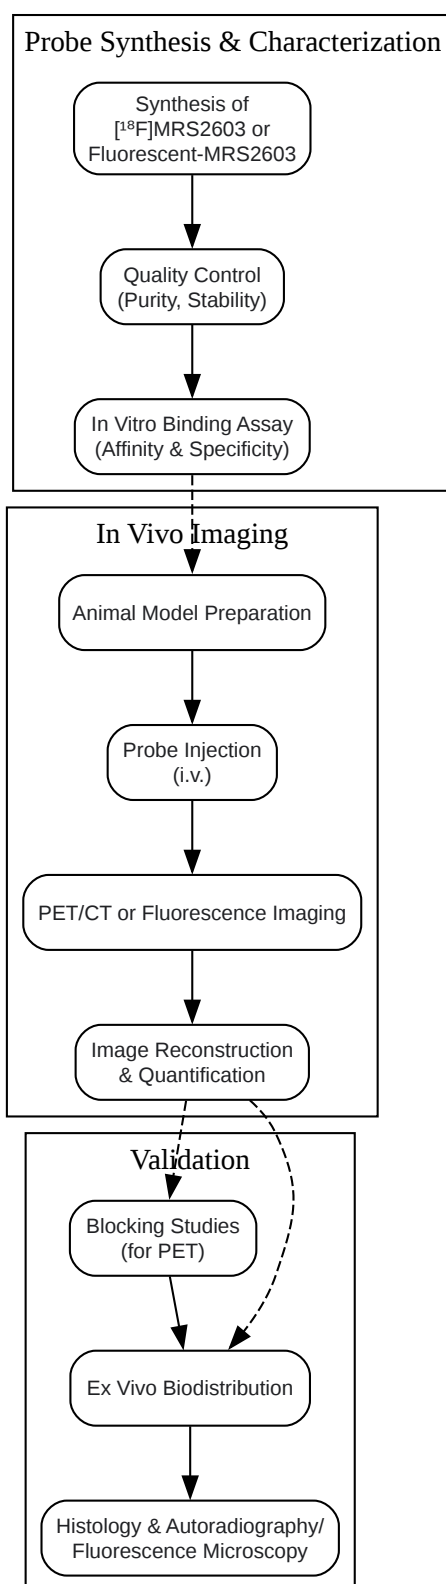 Probe Synthesis & Characterization
Synthesis of
[¹⁸F]MRS2603 or
Fluorescent-MRS2603
Quality Control
(Purity, Stability)
In Vitro Binding Assay
(Affinity & Specificity)
In Vivo Imaging
Animal Model Preparation
Probe Injection
(i.v.)
PET/CT or Fluorescence Imaging
Image Reconstruction
& Quantification
Validation
Blocking Studies
(for PET)
Ex Vivo Biodistribution
Histology & Autoradiography/
Fluorescence Microscopy